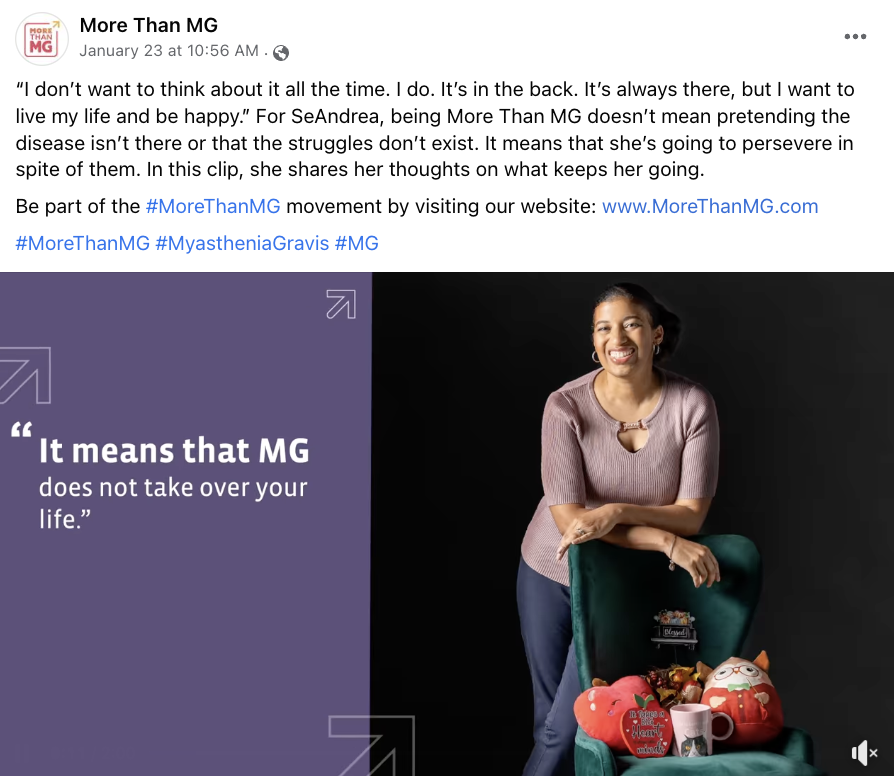 MORE
THAN
MG
More Than MG
January 23 at 10:56 AM .
“I don’t want to think about it all the time. I do. It’s in the back. It’s always there, but I want to
live my life and be happy.” For SeAndrea, being More Than MG doesn’t mean pretending the
disease isn’t there or that the struggles don’t exist. It means that she’s going to persevere in
spite of them. In this clip, she shares her thoughts on what keeps her going.
Be part of the #MoreThanMG movement by visiting our website: www.MoreThanMG.com
#MoreThanMG #MyastheniaGravis #MG
“It means that MG
does not take over your
life.”
Blessed
It takes a
Big
Heart
minds